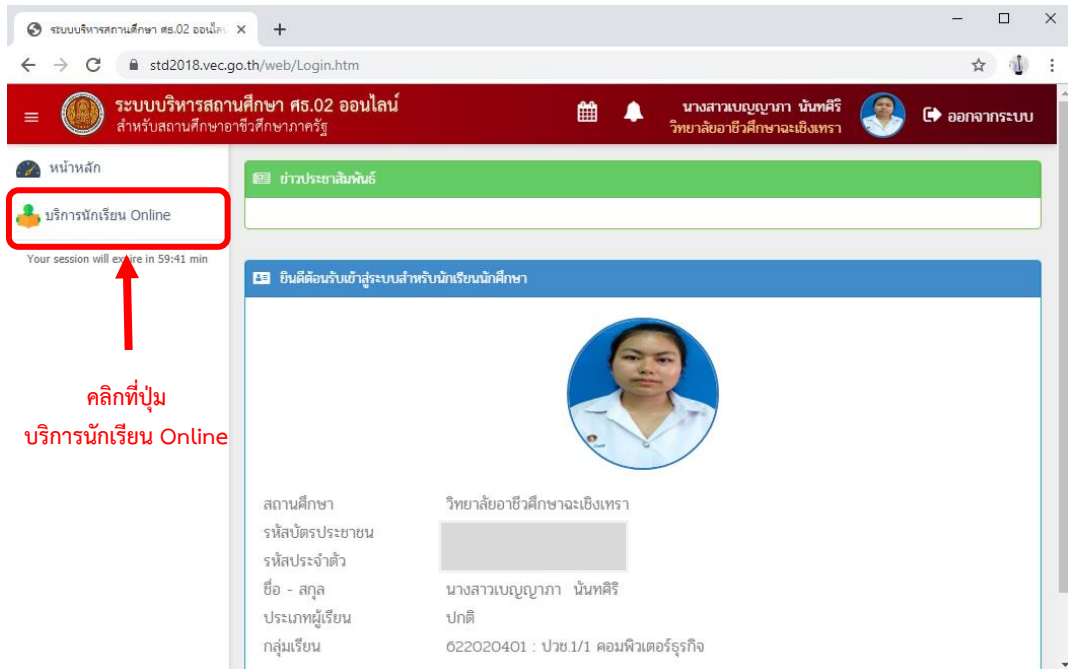 ระบบบริหารสถานศึกษา ศธ.02 ออนไลน์
std2018.vec.go.th/web/Login.htm
ระบบบริหารสถานศึกษา ศธ.02 ออนไลน์
สำหรับสถานศึกษาอาชีวศึกษาภาครัฐ
นางสาวเบญญาภา นันทศิริ
วิทยาลัยอาชีวศึกษาฉะเชิงเทรา
ออกจากระบบ
หน้าหลัก
บริการนักเรียน Online
Your session will expire in 59:41 min
คลิกที่ปุ่ม
บริการนักเรียน Online
ข่าวประชาสัมพันธ์
ยินดีต้อนรับเข้าสู่ระบบสำหรับนักเรียนนักศึกษา
สถานศึกษา วิทยาลัยอาชีวศึกษาฉะเชิงเทรา
รหัสบัตรประชาชน
รหัสประจำตัว
ชื่อ - สกุล นางสาวเบญญาภา นันทศิริ
ประเภทผู้เรียน ปกติ
กลุ่มเรียน 622020401 : ปวช.1/1 คอมพิวเตอร์ธุรกิจ